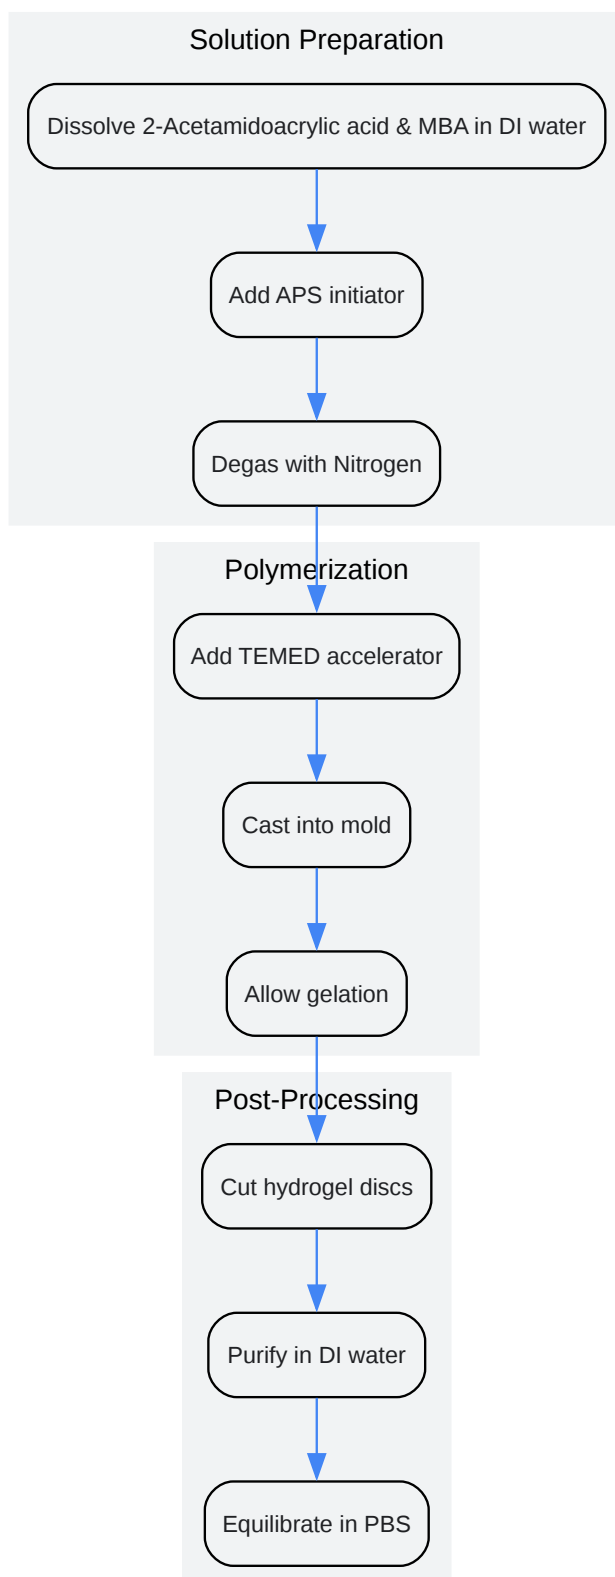 Solution Preparation
Dissolve 2-Acetamidoacrylic acid & MBA in DI water
Add APS initiator
Degas with Nitrogen
Polymerization
Add TEMED accelerator
Cast into mold
Allow gelation
Post-Processing
Cut hydrogel discs
Purify in DI water
Equilibrate in PBS